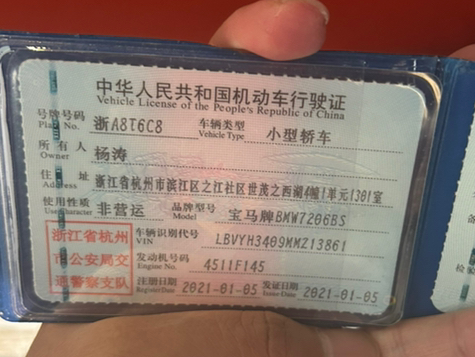 中华人民共和国机动车行驶证
Vehicle License of the People's Republic of China
号牌号码 浙A8T6C8 车辆类型 小型轿车
Plate No. Vehicle Type
所有人 杨涛
Owner
住址 浙江省杭州市滨江区之江社区世茂之西湖4幢1单元1301室
Address
使用性质 非营运 品牌型号 宝马牌BMW7206BS
Use Character Model
浙江省杭州 车辆识别代号 LBVYH3409MMZ13861
VIN
市公安局交 发动机号码 4511F145
Engine No.
通警察支队 注册日期 2021-01-05 发证日期 2021-01-05
Register Date Issue Date